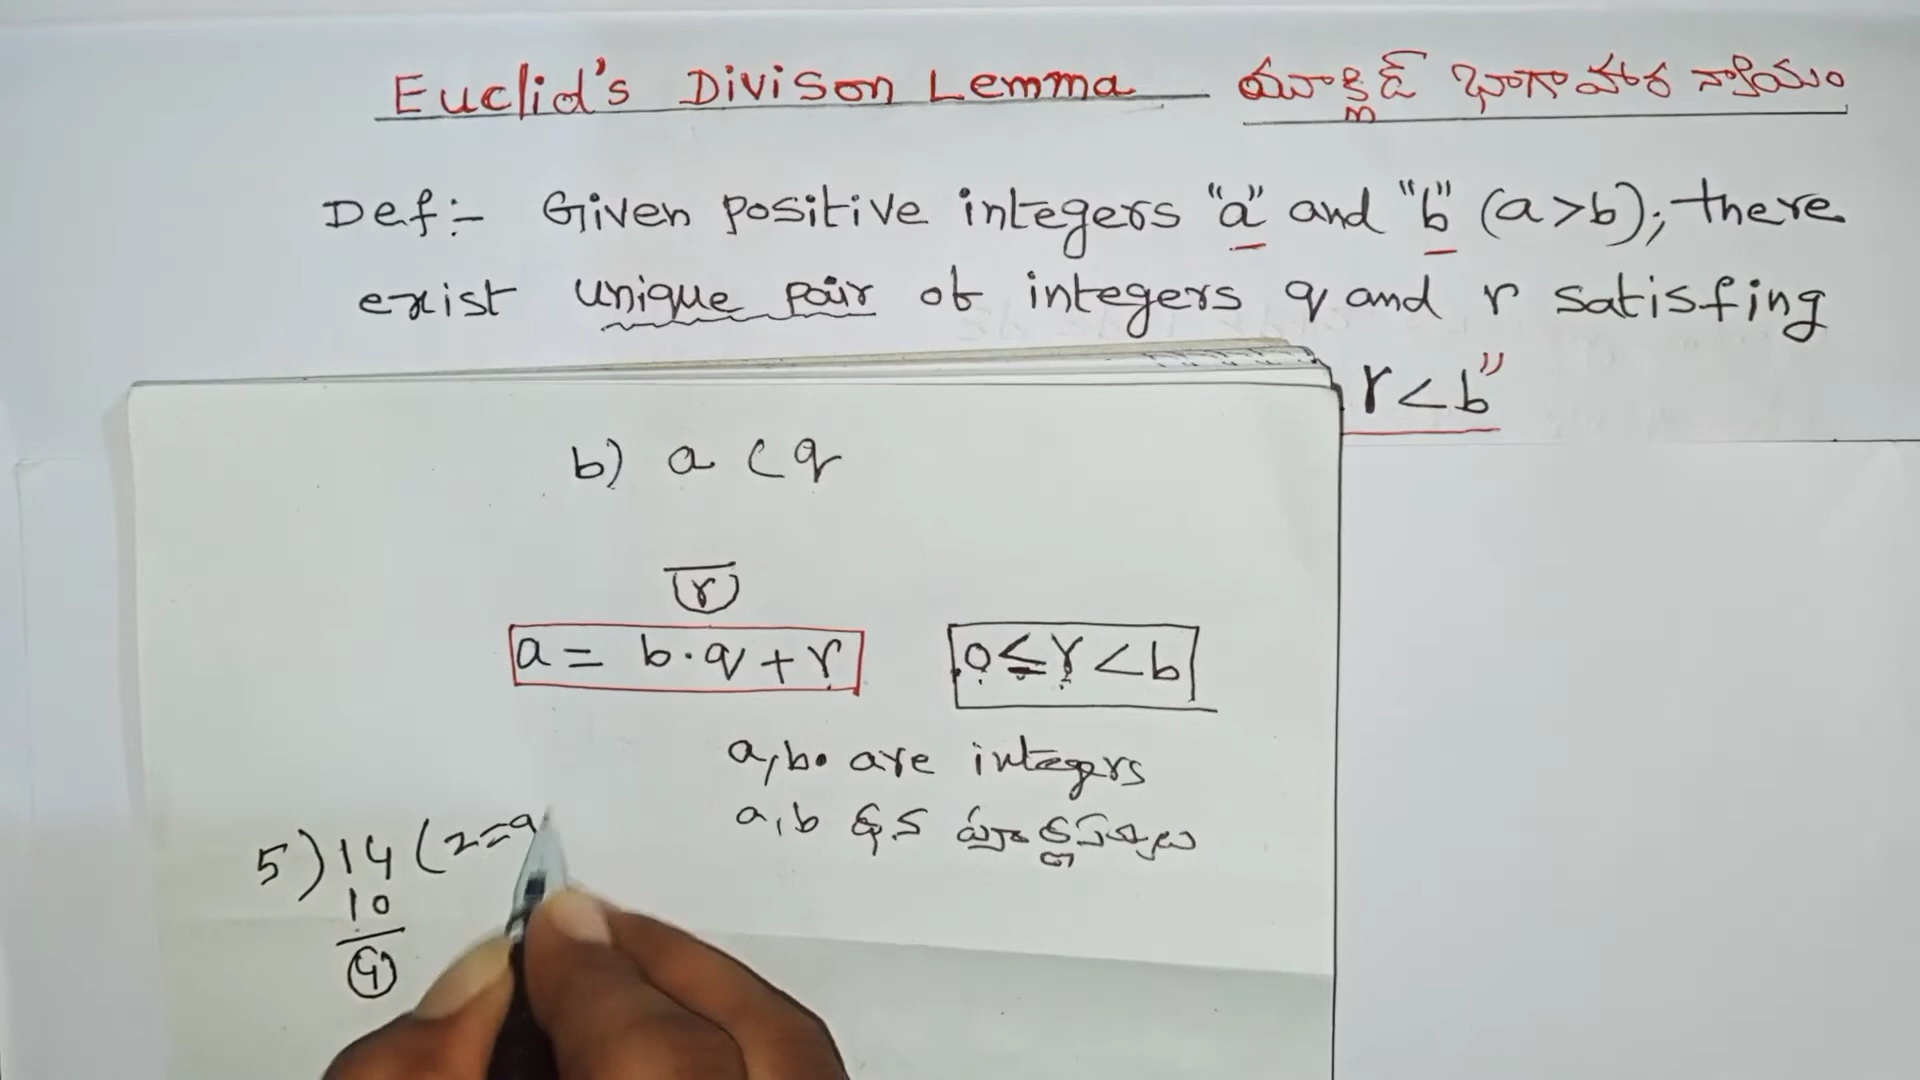 Euclid's Divison Lemma యూక్లిడ్ భాగాహార న్యాయం
Def:- Given positive integers "a" and "b" (a>b); there
exist unique pair of integers q and r satisfing
r<b"
b) a ( q
r
a = b·q+r 0≤r<b
a,b are integers
a,b ధన పూర్ణసంఖ్యలు
5) 14 (2=q
10
4